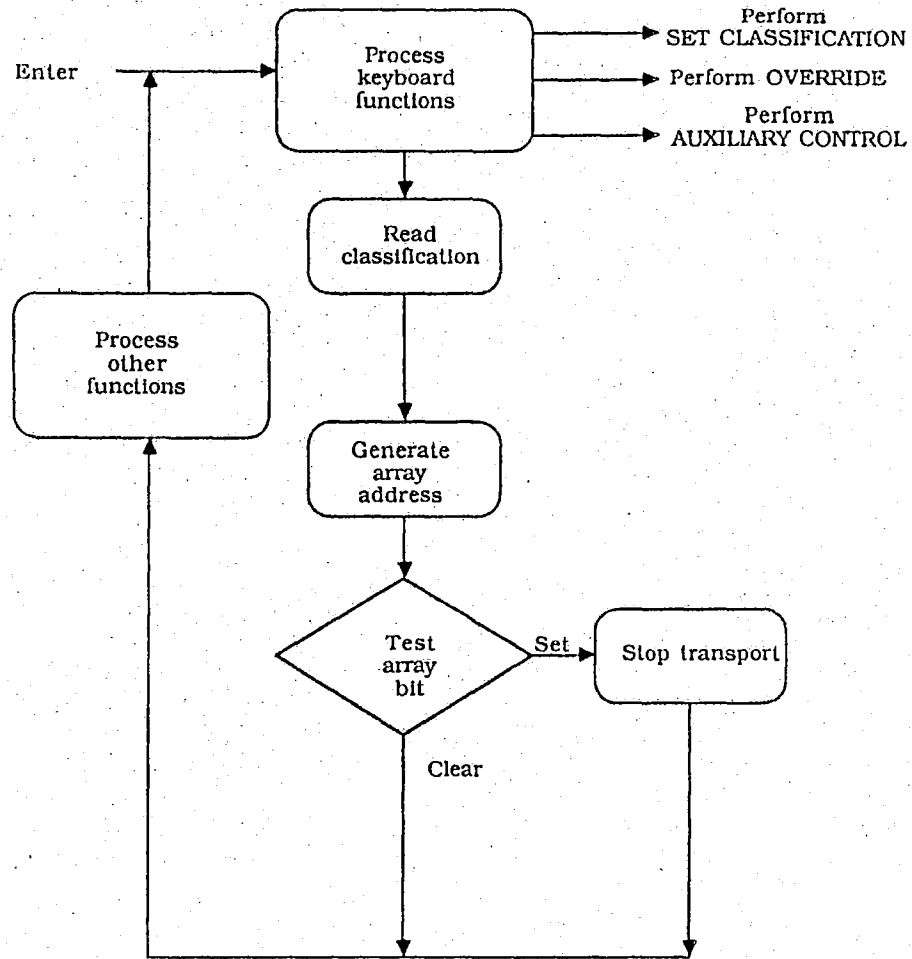 Enter
Process
keyboard
functions
Perform
SET CLASSIFICATION
Perform OVERRIDE
Perform
AUXILIARY CONTROL
Read
classification
Process
other
functions
Generate
array
address
Test
array
bit
Set
Stop transport
Clear